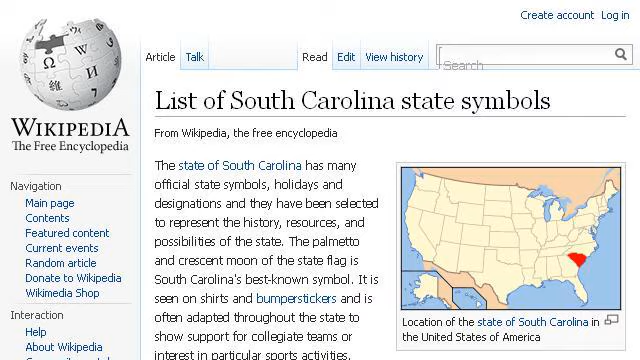 Create account Log in
Article Talk Read Edit View history Search
List of South Carolina state symbols
From Wikipedia, the free encyclopedia
WIKIPEDIA
The Free Encyclopedia
Navigation
Main page
Contents
Featured content
Current events
Random article
Donate to Wikipedia
Wikimedia Shop
Interaction
Help
About Wikipedia
The state of South Carolina has many
official state symbols, holidays and
designations and they have been selected
to represent the history, resources, and
possibilities of the state. The palmetto
and crescent moon of the state flag is
South Carolina's best-known symbol. It is
seen on shirts and bumperstickers and is
often adapted throughout the state to
show support for collegiate teams or
interest in particular sports activities.
Location of the state of South Carolina in
the United States of America